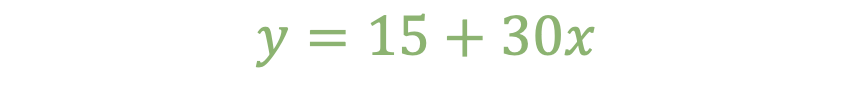 y = 15 + 30x